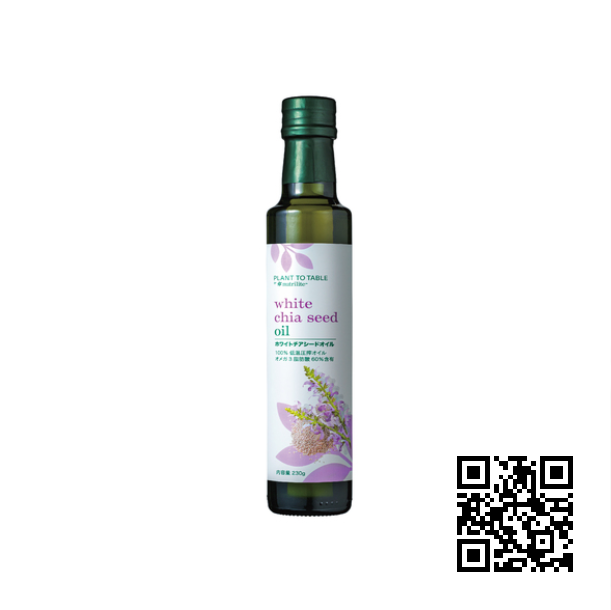 PLANT TO TABLE
nutrilite
white
chia seed
oil
ホワイトチアシードオイル
100% 低温圧搾オイル
オメガ3脂肪酸 60%含有
内容量 230g